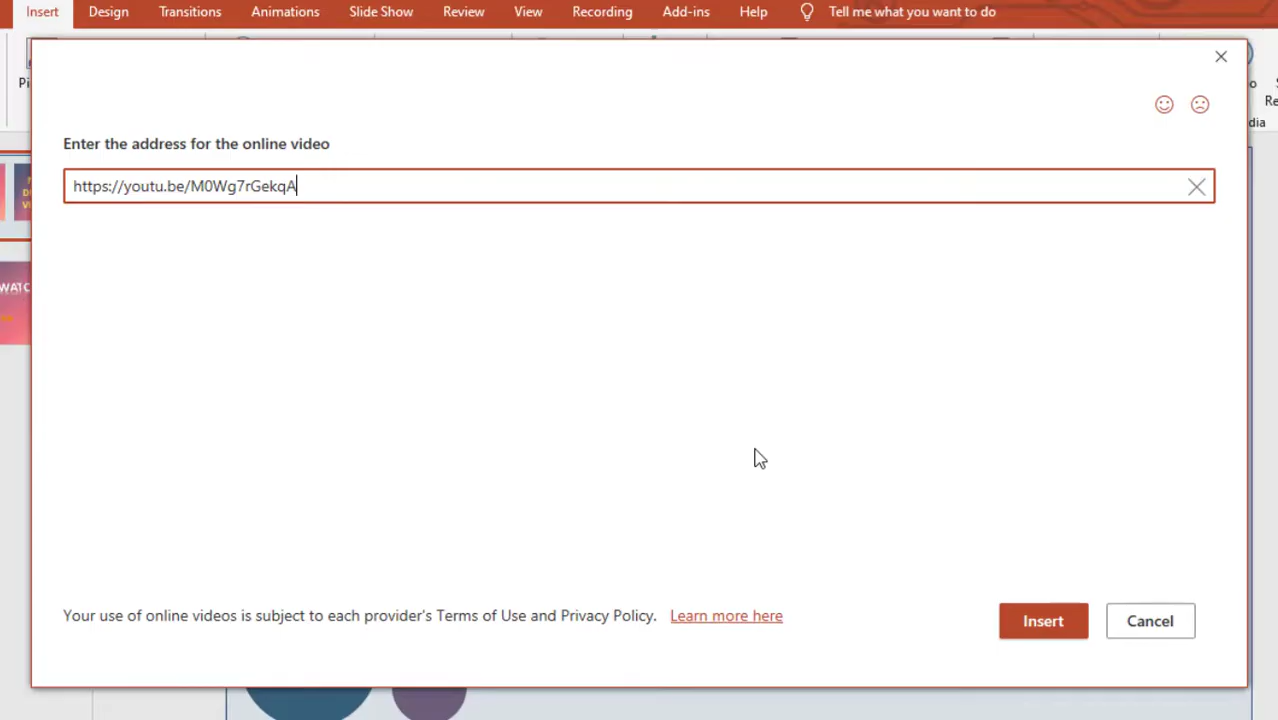 Insert Design Transitions Animations Slide Show Review View Recording Add-ins Help Tell me what you want to do
Enter the address for the online video
https://youtu.be/M0Wg7rGekqA
WATC
Your use of online videos is subject to each provider's Terms of Use and Privacy Policy. Learn more here
Insert Cancel